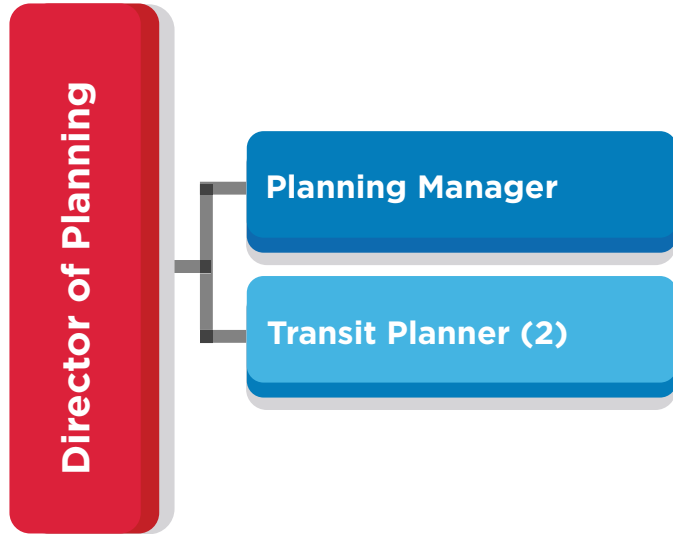 Director of Planning
Planning Manager
Transit Planner (2)